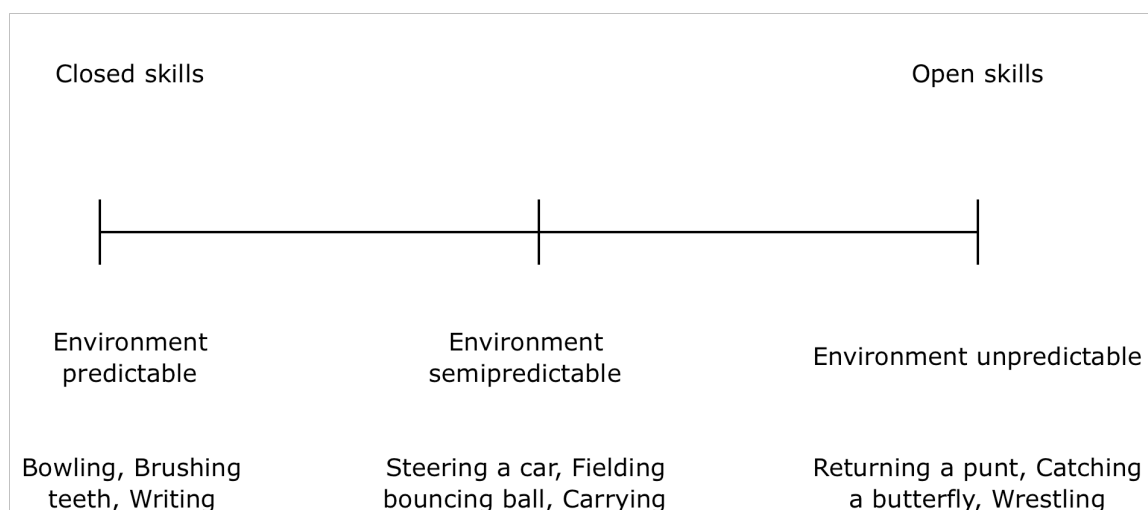 Closed skills
Open skills
Environment
predictable
Environment
semipredictable
Environment unpredictable
Bowling, Brushing
teeth, Writing
Steering a car, Fielding
bouncing ball, Carrying
Returning a punt, Catching
a butterfly, Wrestling